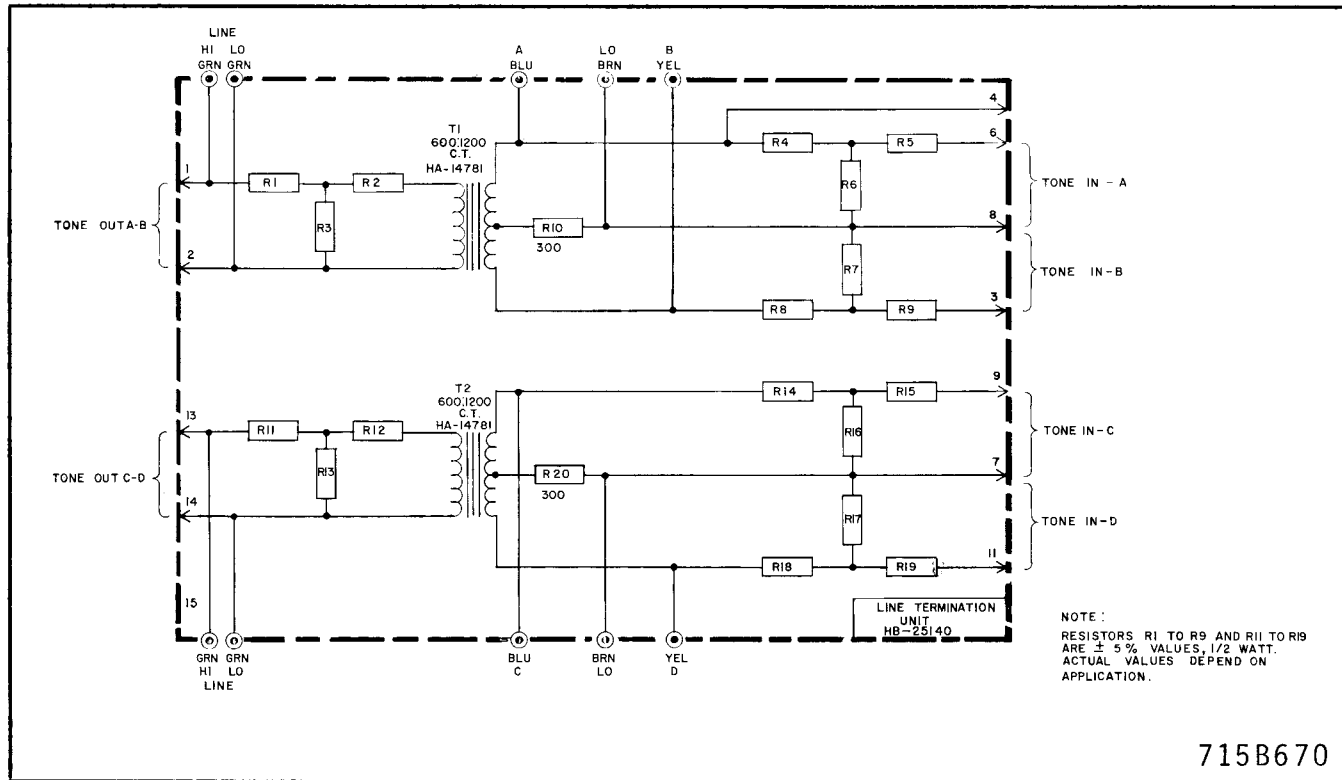 LINE
HI LO
GRN GRN
A
BLU
LO
BRN
B
YEL
4
T1
600:1200
C.T.
HA-14781
R4
R5
6
1
R1
R2
R6
TONE IN-A
TONE OUT A-B
R3
R10
300
8
2
R7
TONE IN-B
R8
R9
3
T2
600:1200
C.T.
HA-14781
R14
R15
9
13
R11
R12
R16
TONE IN-C
TONE OUT C-D
R13
R20
300
7
14
R17
TONE IN-D
R18
R19
11
15
LINE TERMINATION
UNIT
HB-25140
GRN GRN
HI LO
LINE
BLU
C
BRN
LO
YEL
D
NOTE:
RESISTORS R1 TO R9 AND R11 TO R19
ARE ± 5% VALUES, 1/2 WATT.
ACTUAL VALUES DEPEND ON
APPLICATION.
715B670